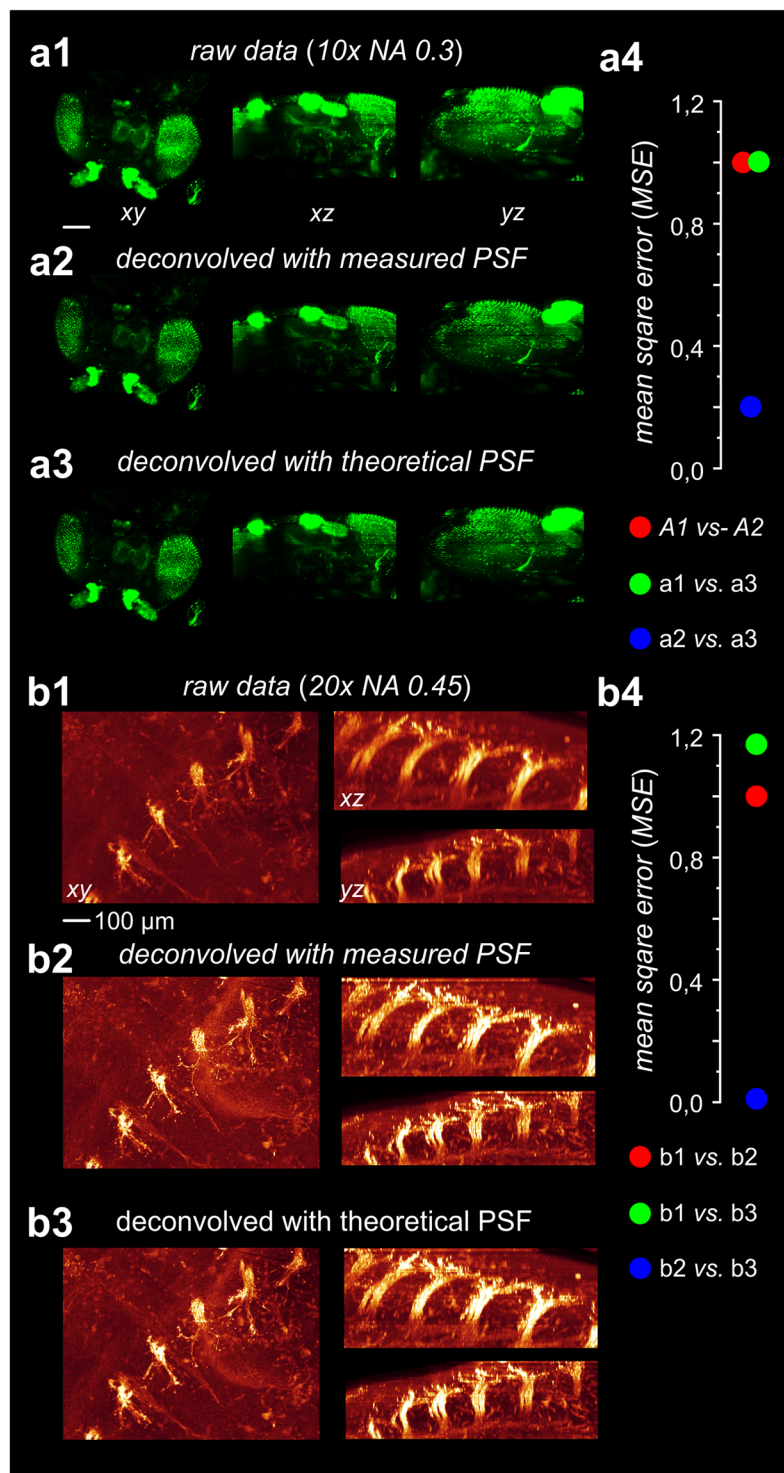 a1
raw data (10x NA 0.3)
xy
xz
yz
a2
deconvolved with measured PSF
a3
deconvolved with theoretical PSF
a4
mean sqare error (MSE)
1,2
0,8
0,4
0,0
A1 vs- A2
a1 vs. a3
a2 vs. a3
b1
raw data (20x NA 0.45)
xy
xz
yz
100 µm
b2
deconvolved with measured PSF
b3
deconvolved with theoretical PSF
b4
mean sqare error (MSE)
1,2
0,8
0,4
0,0
b1 vs. b2
b1 vs. b3
b2 vs. b3